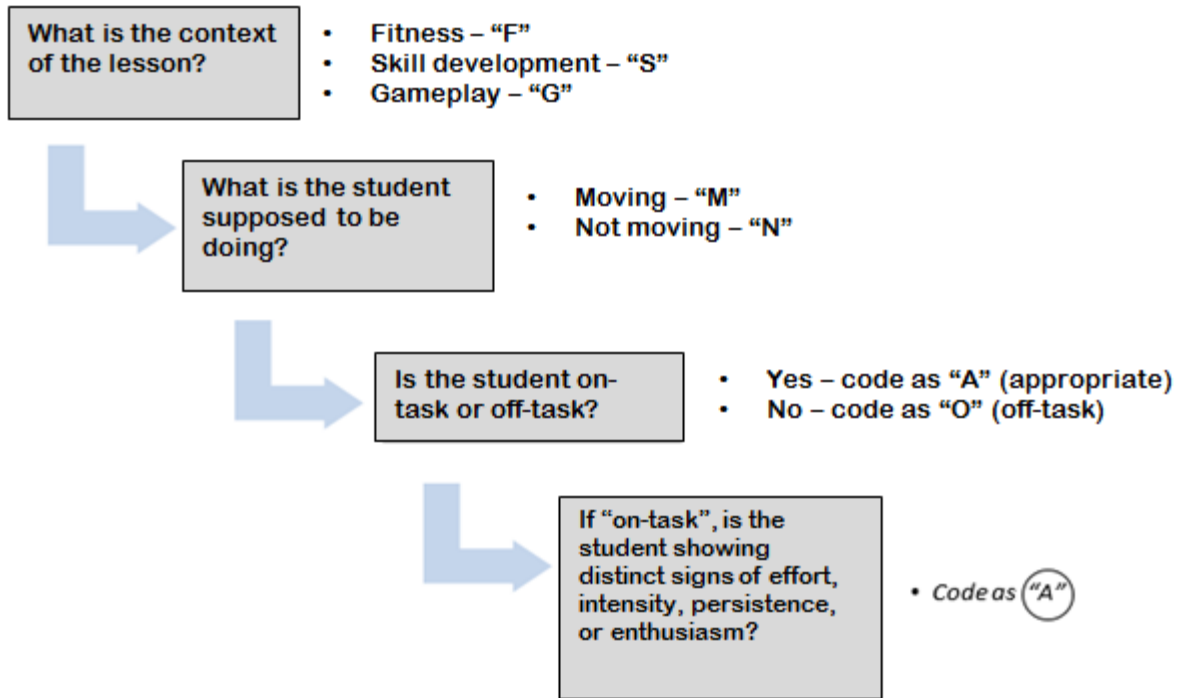 What is the context
of the lesson?
• Fitness – “F”
• Skill development – “S”
• Gameplay – “G”
What is the student
supposed to be
doing?
• Moving – “M”
• Not moving – “N”
Is the student on-
task or off-task?
• Yes – code as “A” (appropriate)
• No – code as “O” (off-task)
If “on-task”, is the
student showing
distinct signs of effort,
intensity, persistence,
or enthusiasm?
• Code as “A”